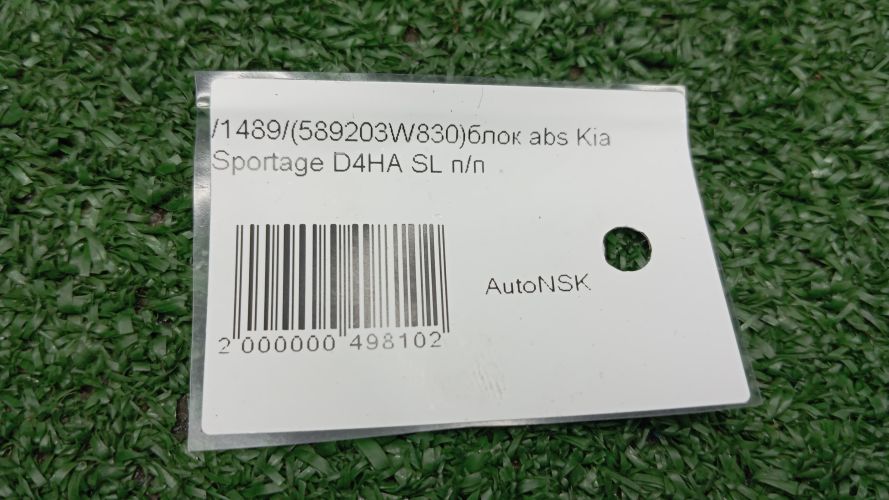 /1489/(589203W830)блок abs Kia
Sportage D4HA SL п/п
AutoNSK
2 000000 498102